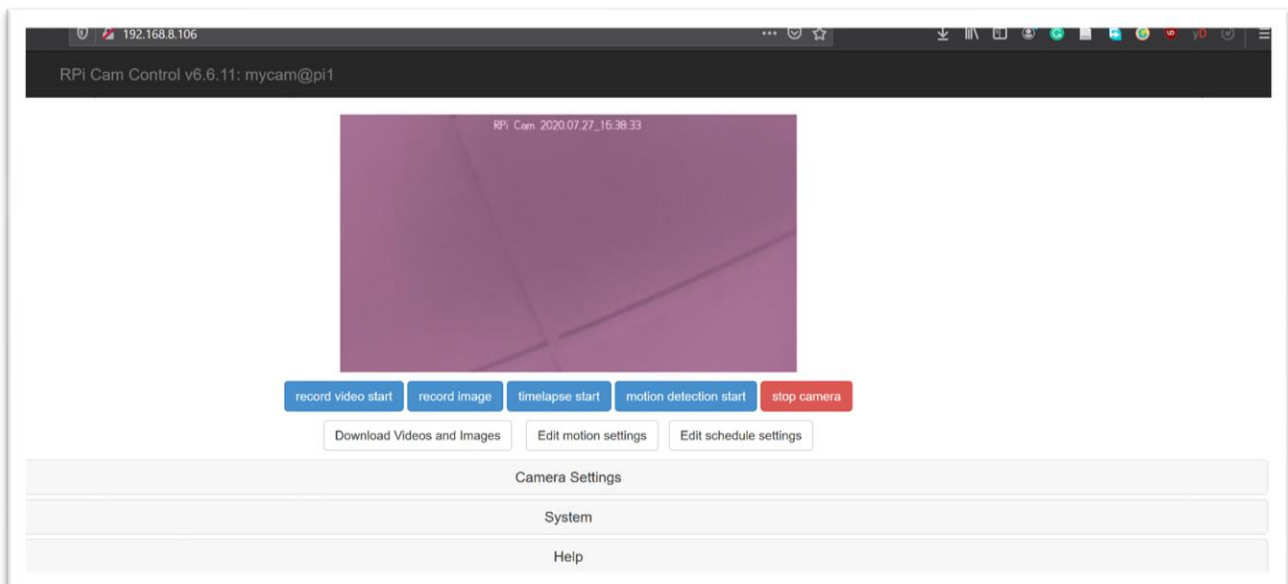 192.168.8.106
RPi Cam Control v6.6.11: mycam@pi1
RPi Cam 2020.07.27_15:38:33
record video start record image timelapse start motion detection start stop camera
Download Videos and Images Edit motion settings Edit schedule settings
Camera Settings
System
Help